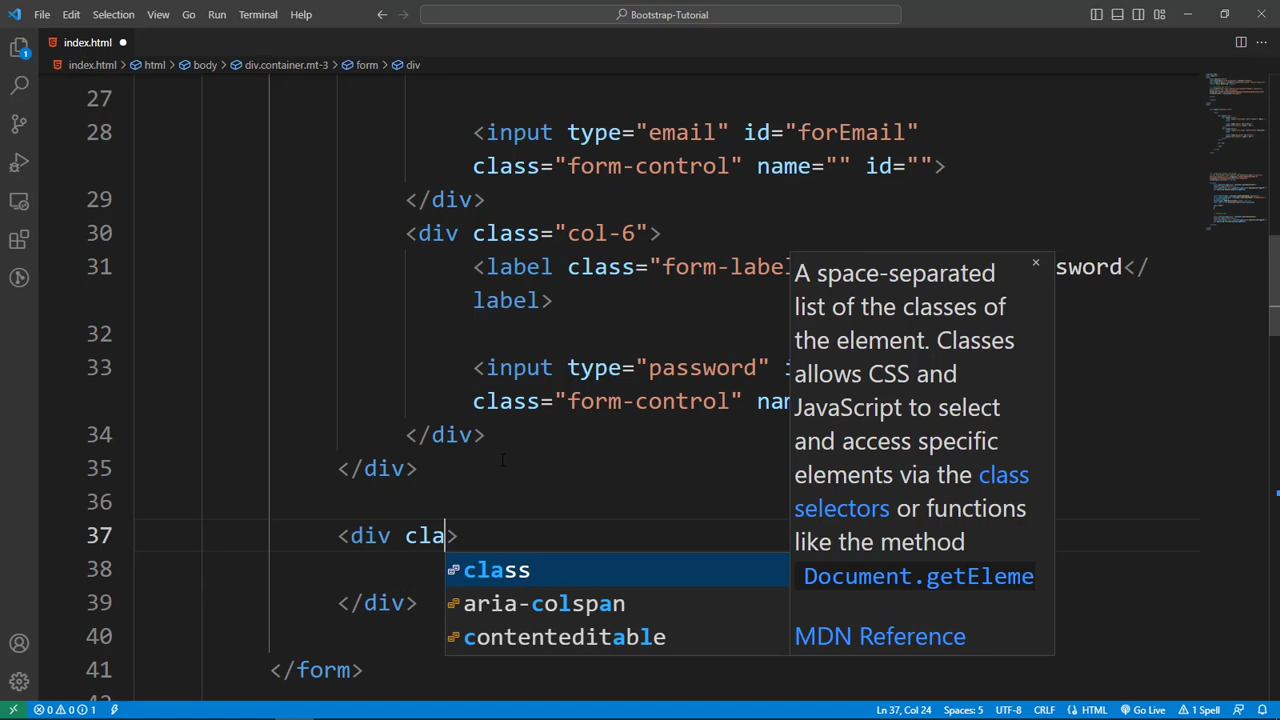 File Edit Selection View Go Run Terminal Help
Bootstrap-Tutorial
index.html
index.html > html > body > div.container.mt-3 > form > div
27
28 <input type="email" id="forEmail"
class="form-control" name="" id="">
29 </div>
30 <div class="col-6">
31 <label class="form-label sword</
label>
32
33 <input type="password" i
class="form-control" nam
34 </div>
35 </div>
36
37 <div cla>
38
39 </div>
40
41 </form>
class
aria-colspan
contenteditable
A space-separated
list of the classes of
the element. Classes
allows CSS and
JavaScript to select
and access specific
elements via the class
selectors or functions
like the method
Document.getEleme
MDN Reference
1
0 0 1 Ln 37, Col 24 Spaces: 5 UTF-8 CRLF HTML Go Live 1 Spell